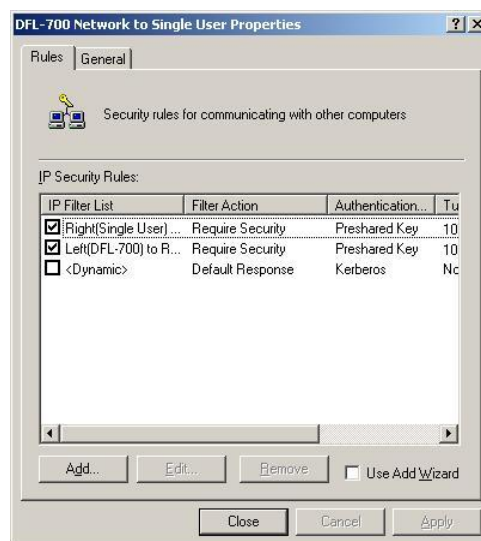 DFL-700 Network to Single User Properties
Rules General
Security rules for communicating with other computers
IP Security Rules:
IP Filter List Filter Action Authentication... Tu
Right(Single User) ... Require Security Preshared Key 10
Left(DFL-700) to R... Require Security Preshared Key 10
<Dynamic> Default Response Kerberos No
Add... Edit... Remove Use Add Wizard
Close Cancel Apply